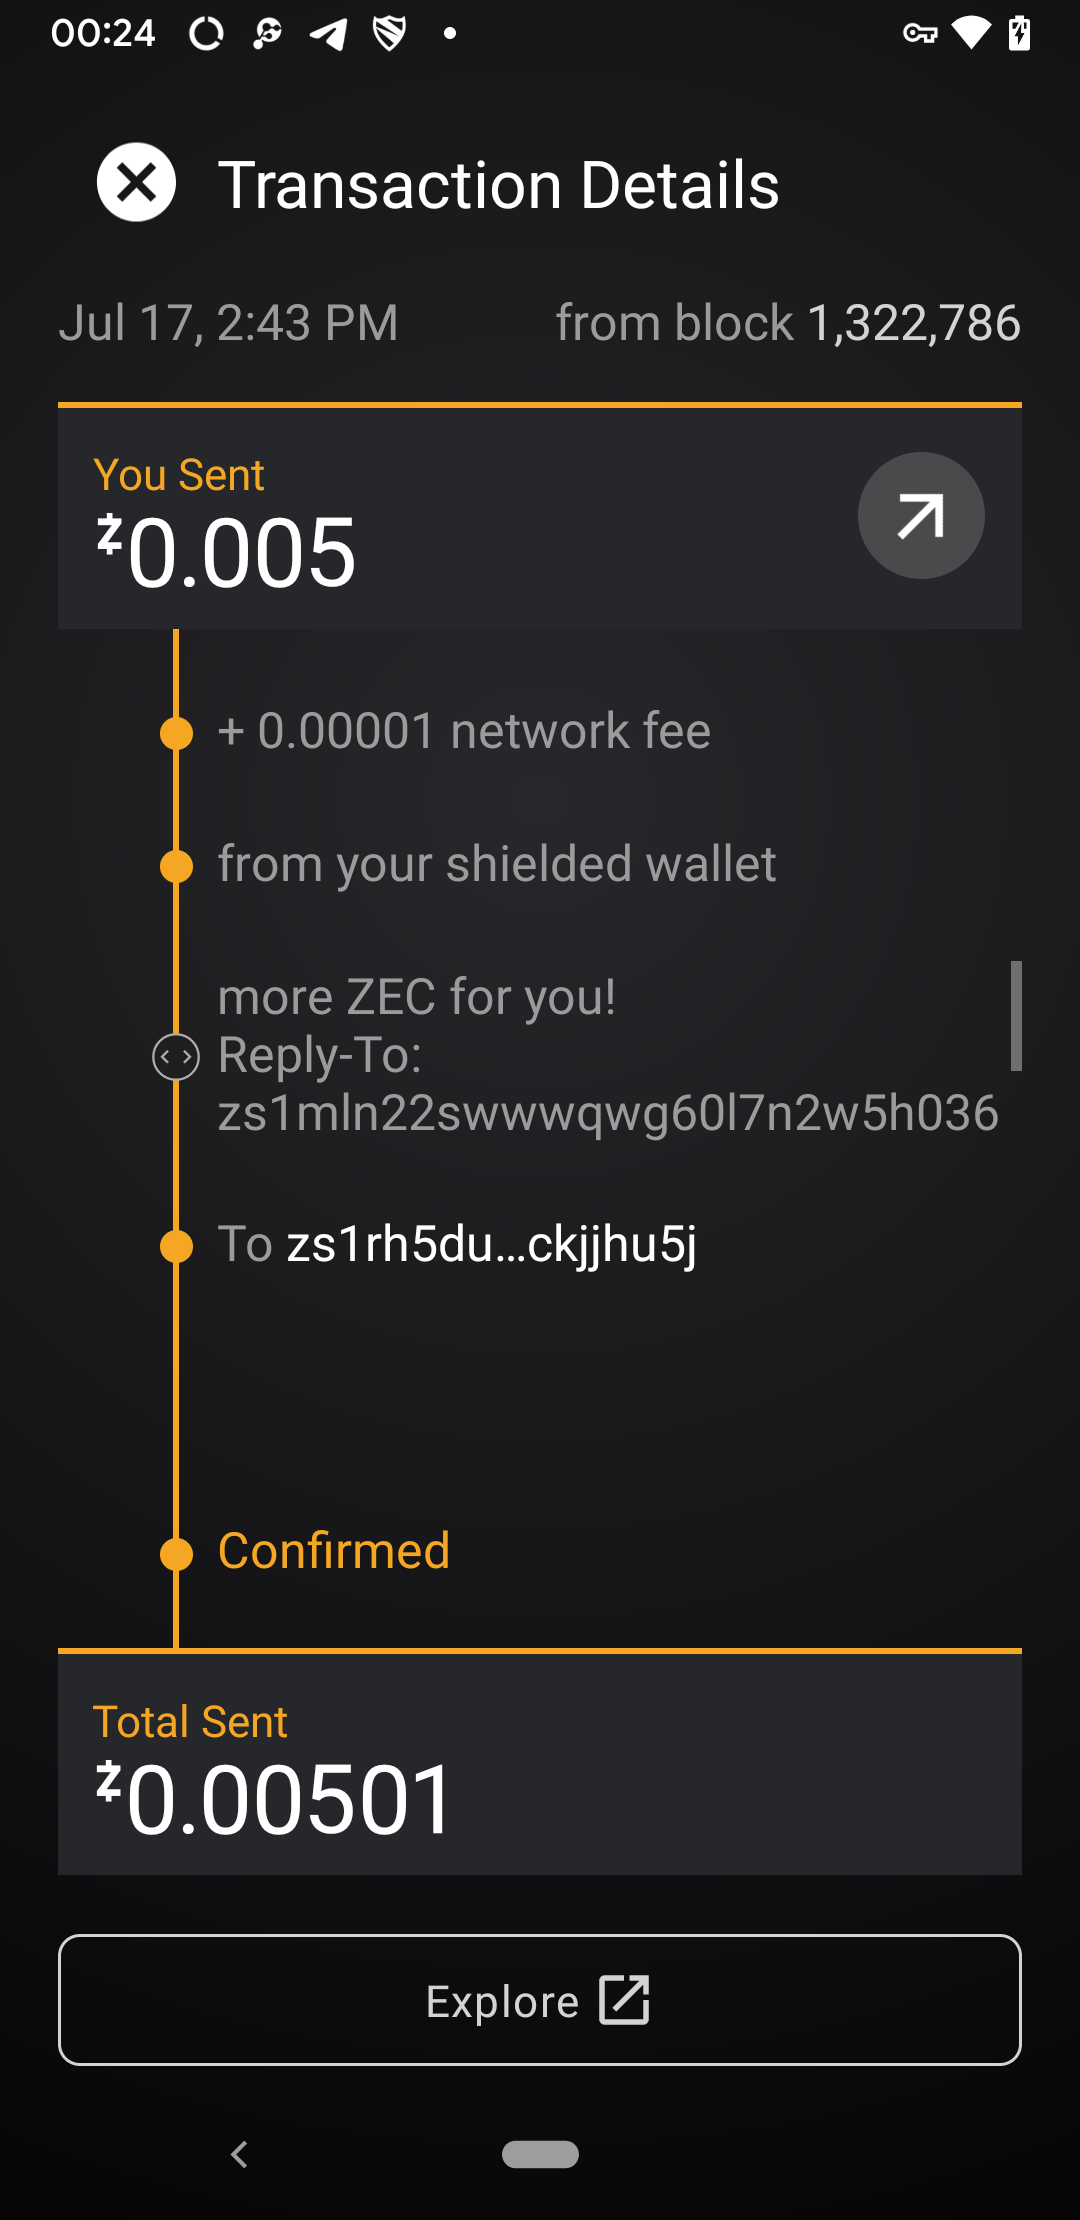 00:24
Transaction Details
Jul 17, 2:43 PM from block 1,322,786
You Sent
ⓩ0.005
+ 0.00001 network fee
from your shielded wallet
more ZEC for you!
Reply-To:
zs1mln22swwwqwg60l7n2w5h036
To zs1rh5du...ckjjhu5j
Confirmed
Total Sent
ⓩ0.00501
Explore